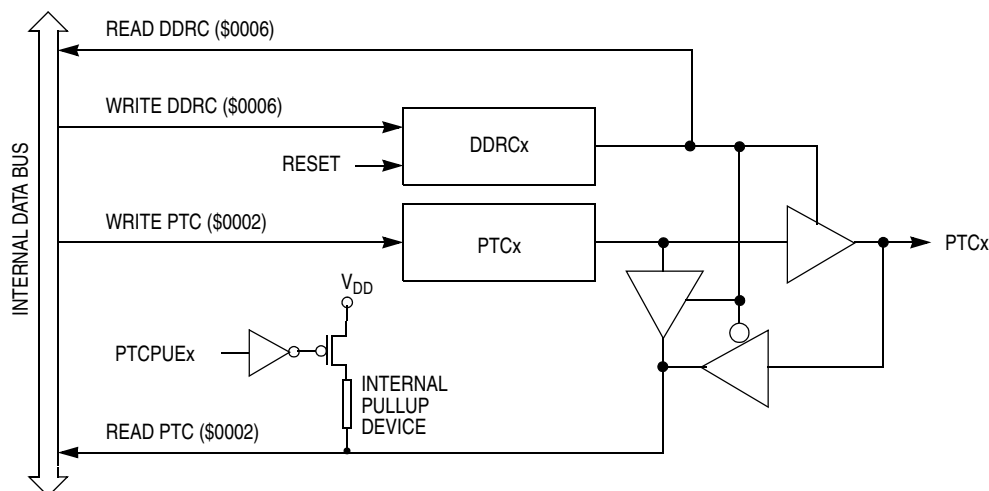 READ DDRC ($0006)
WRITE DDRC ($0006)
DDRCx
RESET
INTERNAL DATA BUS
WRITE PTC ($0002)
PTCx
PTCx
VDD
PTCPUEx
INTERNAL
PULLUP
DEVICE
READ PTC ($0002)